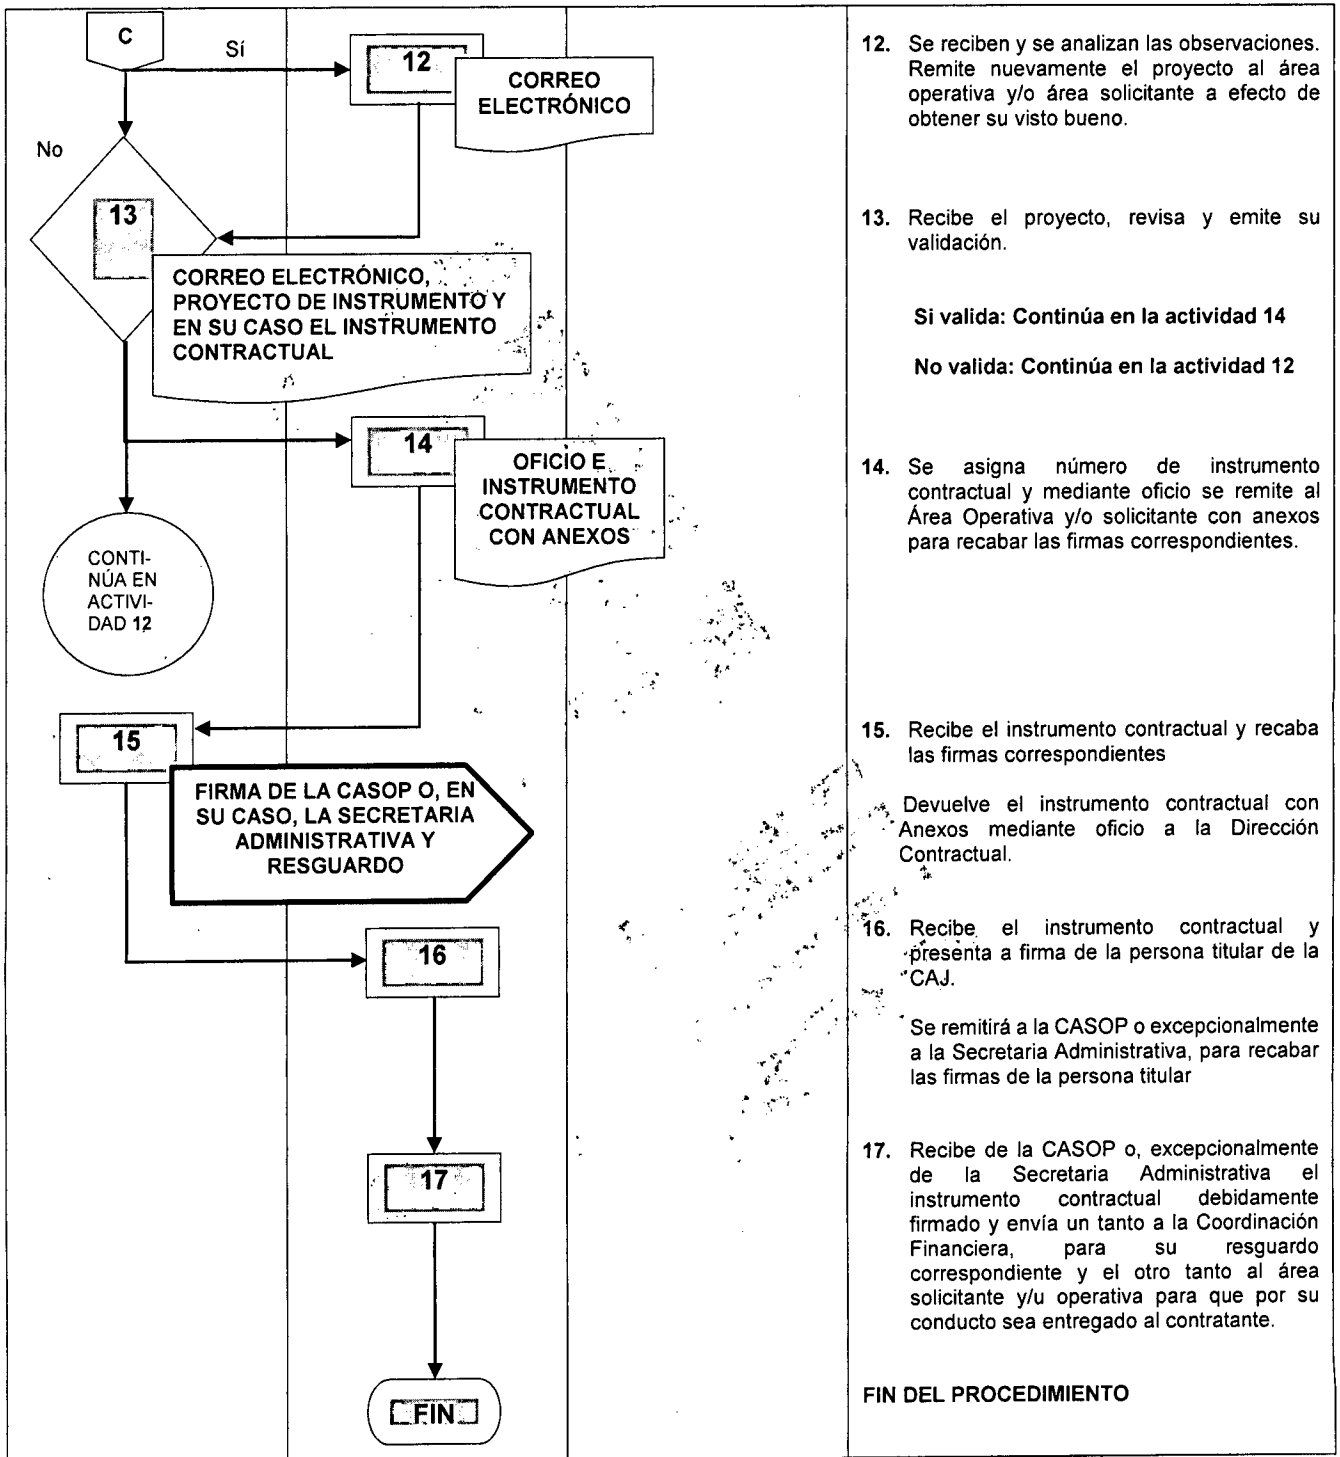 C
Sí
12
CORREO
ELECTRÓNICO
No
13
CORREO ELECTRÓNICO,
PROYECTO DE INSTRUMENTO Y
EN SU CASO EL INSTRUMENTO
CONTRACTUAL
14
OFICIO E
INSTRUMENTO
CONTRACTUAL
CON ANEXOS
CONTI-
NÚA EN
ACTIVI-
DAD 12
15
FIRMA DE LA CASOP O, EN
SU CASO, LA SECRETARIA
ADMINISTRATIVA Y
RESGUARDO
16
17
FIN
12. Se reciben y se analizan las observaciones.
Remite nuevamente el proyecto al área
operativa y/o área solicitante a efecto de
obtener su visto bueno.
13. Recibe el proyecto, revisa y emite su
validación.
Si valida: Continúa en la actividad 14
No valida: Continúa en la actividad 12
14. Se asigna número de instrumento
contractual y mediante oficio se remite al
Área Operativa y/o solicitante con anexos
para recabar las firmas correspondientes.
15. Recibe el instrumento contractual y recaba
las firmas correspondientes
Devuelve el instrumento contractual con
Anexos mediante oficio a la Dirección
Contractual.
16. Recibe el instrumento contractual y
presenta a firma de la persona titular de la
CAJ.
Se remitirá a la CASOP o excepcionalmente
a la Secretaria Administrativa, para recabar
las firmas de la persona titular
17. Recibe de la CASOP o, excepcionalmente
de la Secretaria Administrativa el
instrumento contractual debidamente
firmado y envía un tanto a la Coordinación
Financiera, para su resguardo
correspondiente y el otro tanto al área
solicitante y/u operativa para que por su
conducto sea entregado al contratante.
FIN DEL PROCEDIMIENTO